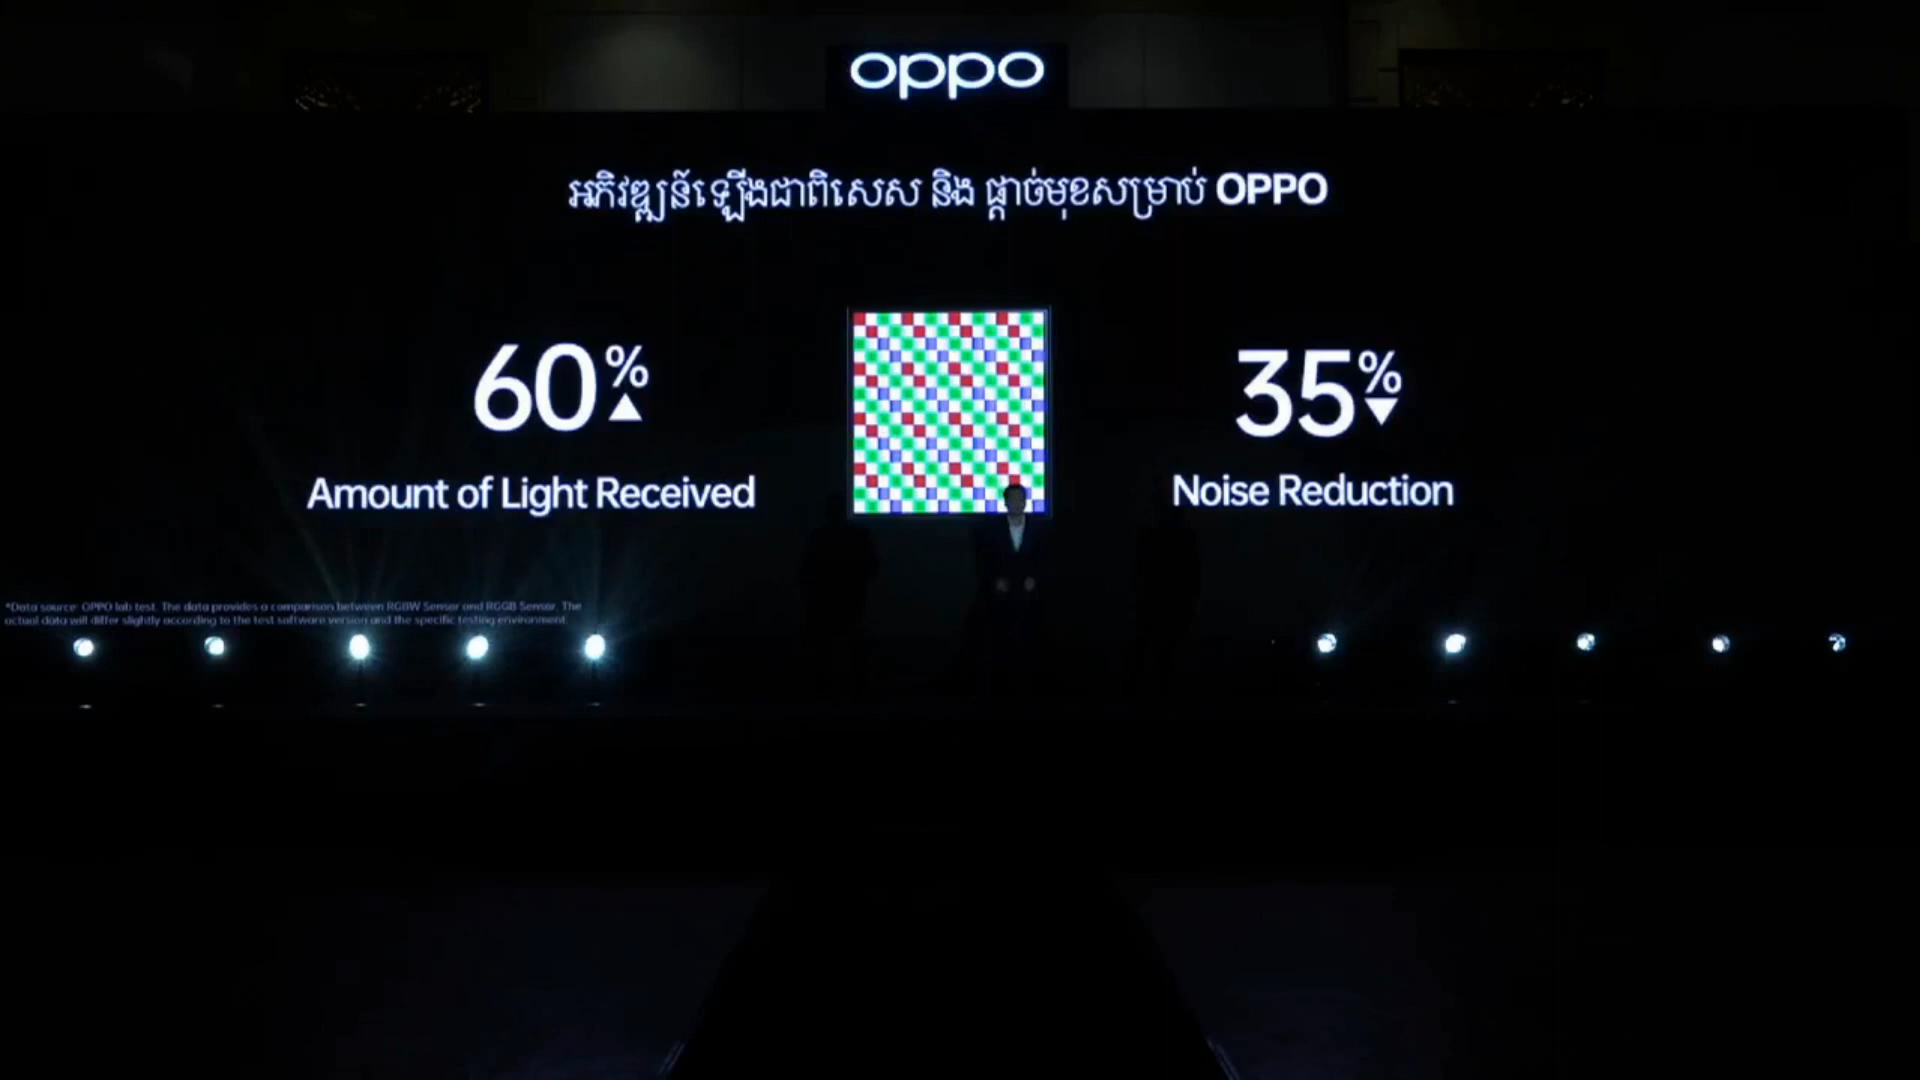 oppo
អភិវឌ្ឍន៍ឡើងជាពិសេស និង ផ្តាច់មុខសម្រាប់ OPPO
60%▲
Amount of Light Received
35%▼
Noise Reduction
*Data source: OPPO lab test. The data provides a comparison between RGBW Sensor and RGGB Sensor. The
actual data will differ slightly according to the test software version and the specific testing environment.